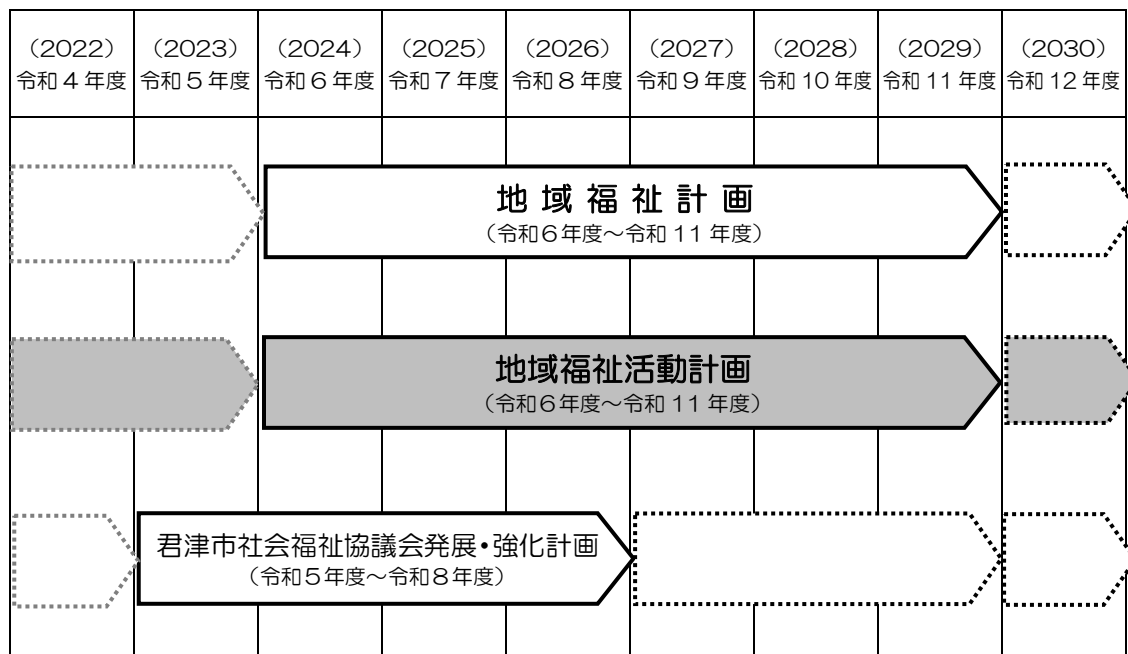 （2022） （2023） （2024） （2025） （2026） （2027） （2028） （2029） （2030）
令和４年度 令和５年度 令和６年度 令和７年度 令和８年度 令和９年度 令和 10 年度 令和 11 年度 令和 12 年度
地 域 福 祉 計 画
（令和６年度～令和 11 年度）
地域福祉活動計画
（令和６年度～令和 11 年度）
君津市社会福祉協議会発展・強化計画
（令和５年度～令和８年度）